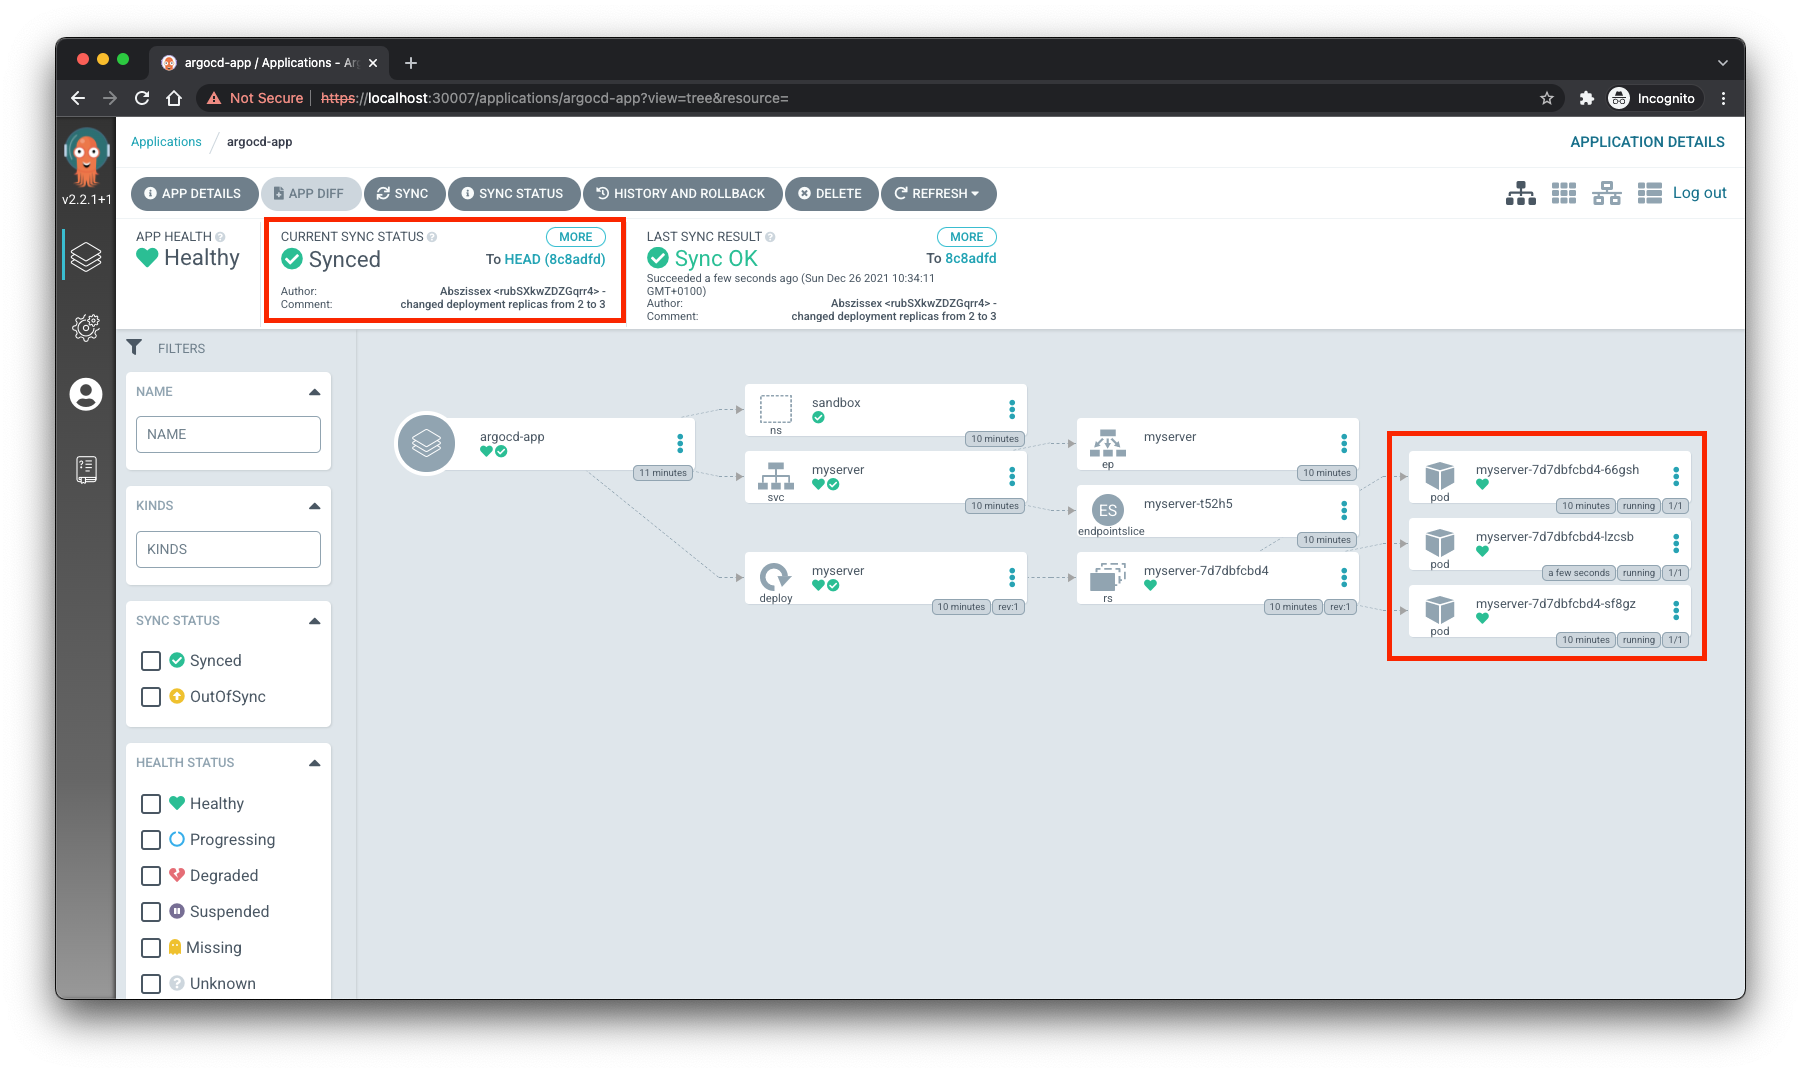 argocd-app / Applications - Ar
Not Secure
https://localhost:30007/applications/argocd-app?view=tree&resource=
Incognito
v2.2.1+1
Applications / argocd-app
APPLICATION DETAILS
APP DETAILS
APP DIFF
SYNC
SYNC STATUS
HISTORY AND ROLLBACK
DELETE
REFRESH
Log out
APP HEALTH
Healthy
CURRENT SYNC STATUS
MORE
Synced
To HEAD (8c8adfd)
Author:
Abszissex <rubSXkwZDZGqrr4> -
Comment:
changed deployment replicas from 2 to 3
LAST SYNC RESULT
MORE
Sync OK
To 8c8adfd
Succeeded a few seconds ago (Sun Dec 26 2021 10:34:11
GMT+0100)
Author:
Abszissex <rubSXkwZDZGqrr4> -
Comment:
changed deployment replicas from 2 to 3
FILTERS
NAME
NAME
KINDS
KINDS
SYNC STATUS
Synced
OutOfSync
HEALTH STATUS
Healthy
Progressing
Degraded
Suspended
Missing
Unknown
argocd-app
11 minutes
sandbox
ns
10 minutes
myserver
svc
10 minutes
myserver
deploy
10 minutes
rev:1
myserver
ep
10 minutes
ES
myserver-t52h5
endpointslice
10 minutes
myserver-7d7dbfcbd4
rs
10 minutes
rev:1
myserver-7d7dbfcbd4-66gsh
pod
10 minutes
running
1/1
myserver-7d7dbfcbd4-lzcsb
pod
a few seconds
running
1/1
myserver-7d7dbfcbd4-sf8gz
pod
10 minutes
running
1/1